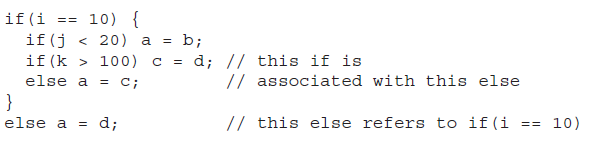 if(i == 10) {
  if(j < 20) a = b;
  if(k > 100) c = d; // this if is
  else a = c;        // associated with this else
}
else a = d;          // this else refers to if(i == 10)